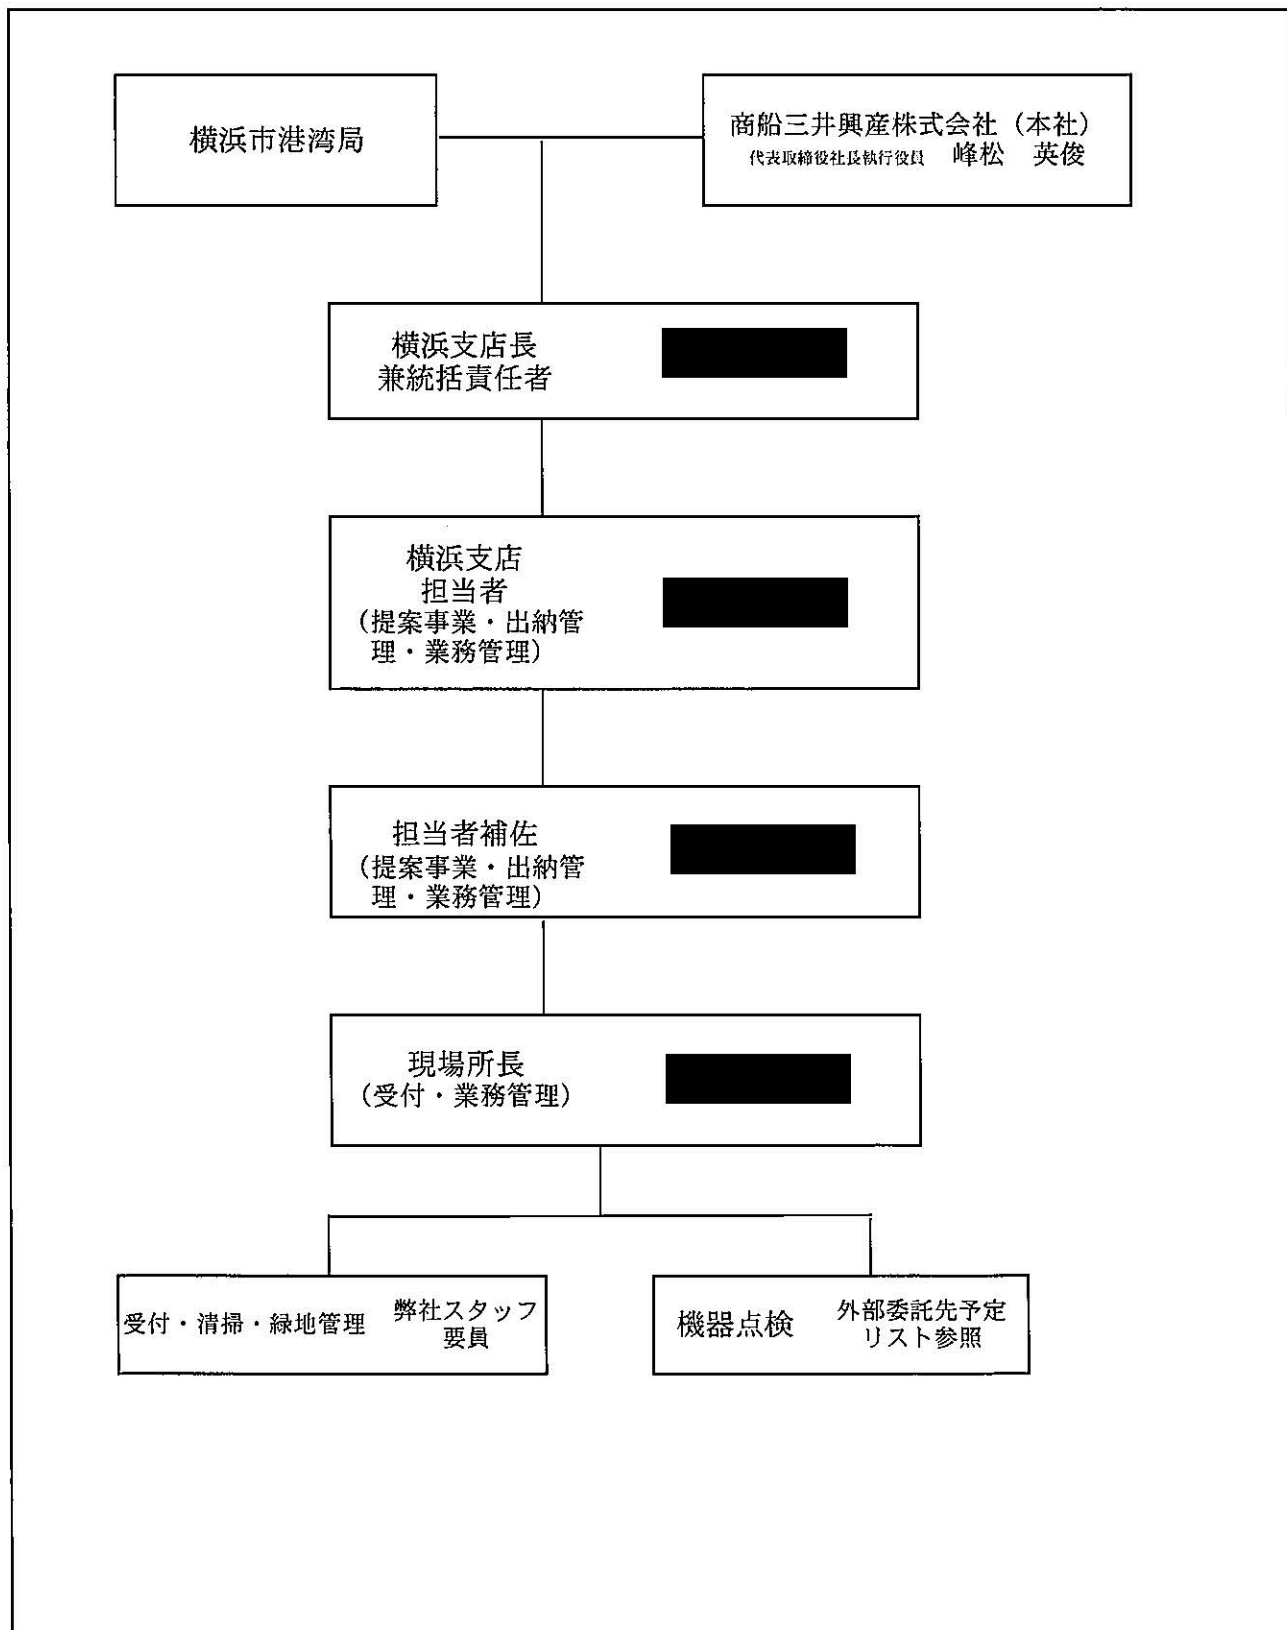 横浜市港湾局
商船三井興産株式会社（本社）
代表取締役社長執行役員　峰松　英俊
横浜支店長
兼統括責任者
横浜支店
担当者
（提案事業・出納管
理・業務管理）
担当者補佐
（提案事業・出納管
理・業務管理）
現場所長
（受付・業務管理）
受付・清掃・緑地管理
弊社スタッフ
要員
機器点検
外部委託先予定
リスト参照